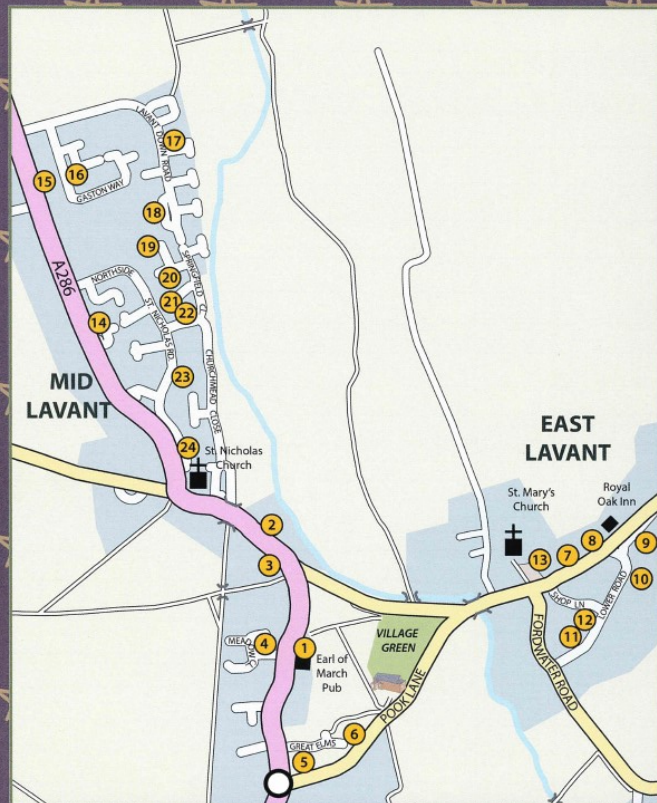 LAVANT DOWN ROAD
17
15
16
GASTON WAY
18
19
A286
NORTHSIDE
SPRINGFIELD CL
20
21
22
ST. NICHOLAS RD.
14
CHURCHMEAD CLOSE
23
MID
LAVANT
24
St. Nicholas
Church
EAST
LAVANT
St. Mary's
Church
Royal
Oak Inn
2
3
13
7
8
9
10
SHOP LN
LOWER ROAD
12
11
FORDWATER ROAD
VILLAGE
GREEN
4
1
Earl of
March
Pub
POOK LANE
GREAT ELMS
6
5